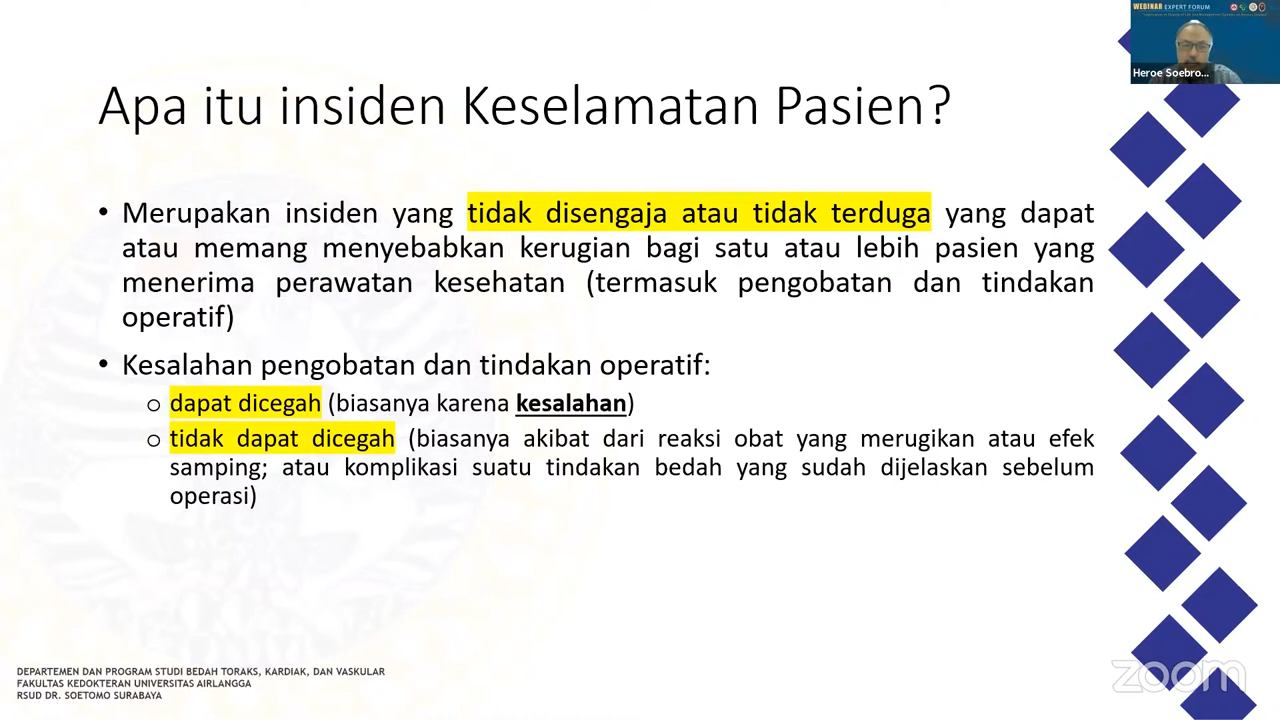 WEBINAR EXPERT FORUM
Heroe Soebro...
Apa itu insiden Keselamatan Pasien?
• Merupakan insiden yang tidak disengaja atau tidak terduga yang dapat
atau memang menyebabkan kerugian bagi satu atau lebih pasien yang
menerima perawatan kesehatan (termasuk pengobatan dan tindakan
operatif)
• Kesalahan pengobatan dan tindakan operatif:
o dapat dicegah (biasanya karena kesalahan)
o tidak dapat dicegah (biasanya akibat dari reaksi obat yang merugikan atau efek
samping; atau komplikasi suatu tindakan bedah yang sudah dijelaskan sebelum
operasi)
DEPARTEMEN DAN PROGRAM STUDI BEDAH TORAKS, KARDIAK, DAN VASKULAR
FAKULTAS KEDOKTERAN UNIVERSITAS AIRLANGGA
RSUD DR. SOETOMO SURABAYA
zoom